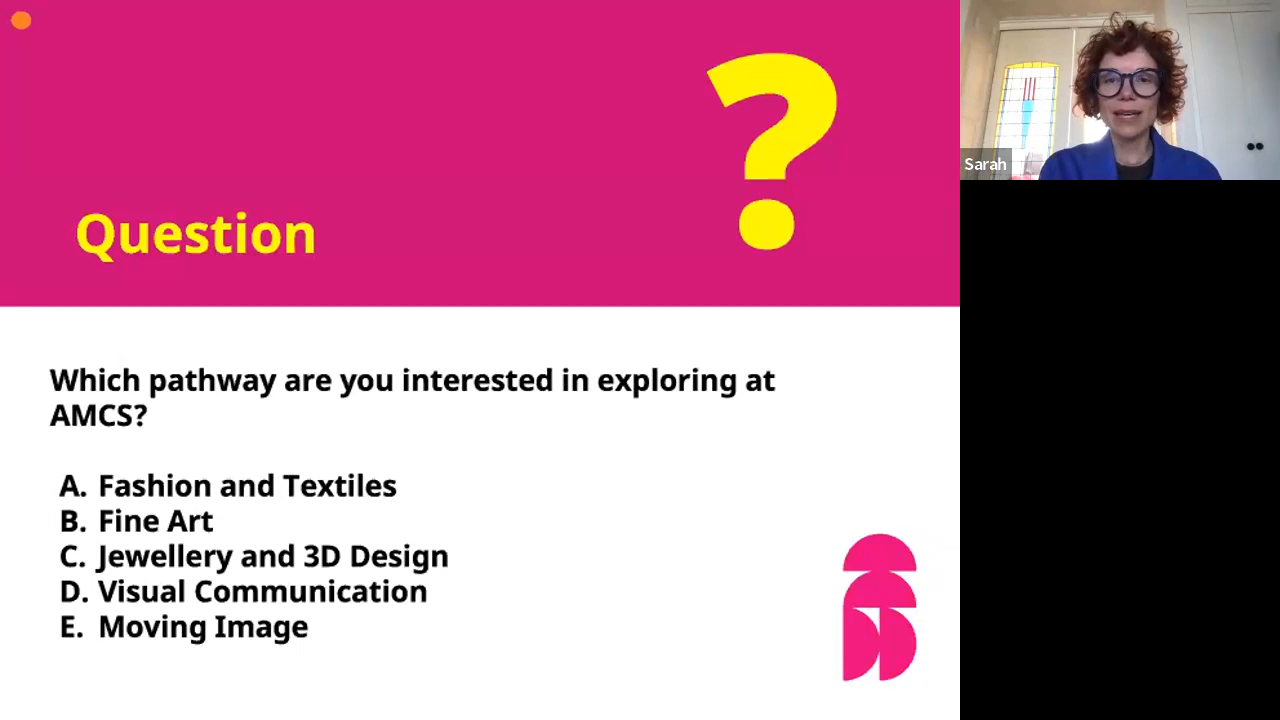 ?
Question
Sarah
Which pathway are you interested in exploring at
AMCS?
A. Fashion and Textiles
B. Fine Art
C. Jewellery and 3D Design
D. Visual Communication
E. Moving Image